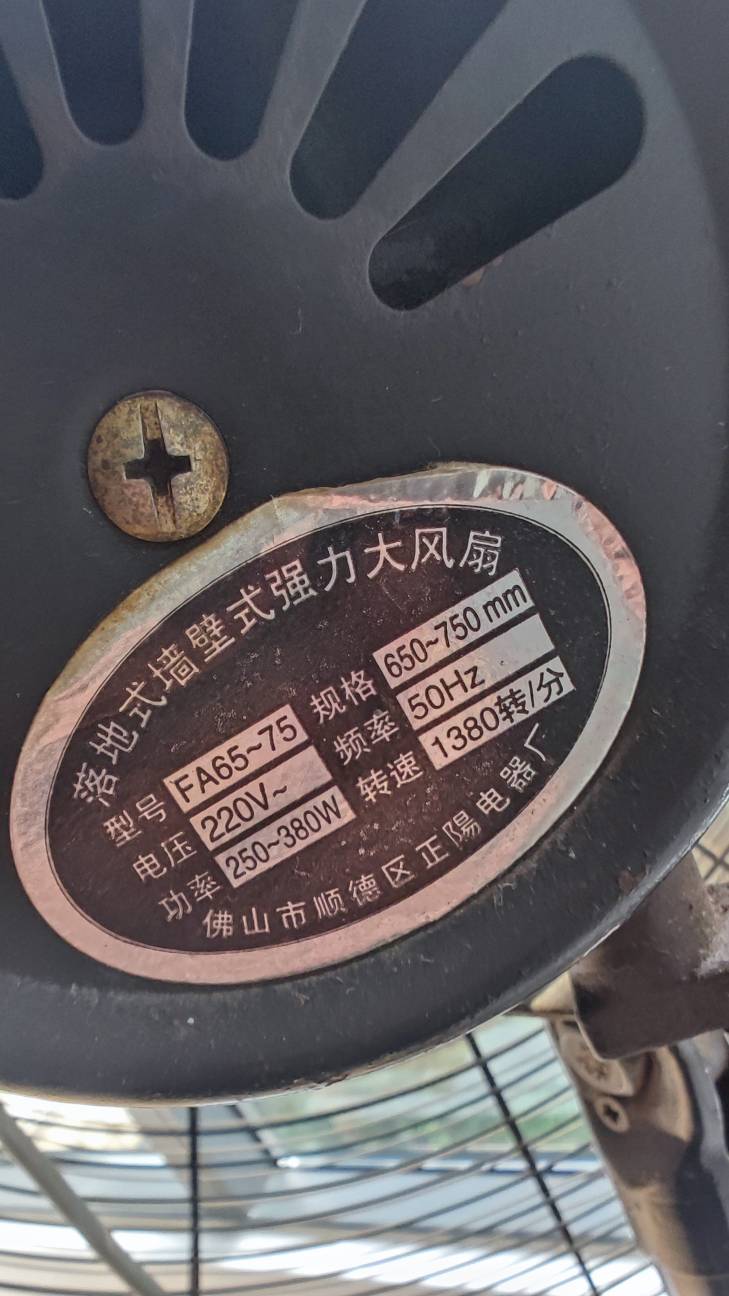 落地式墙壁式强力大风扇
型号 FA65~75 规格 650~750mm
电压 220V~ 频率 50Hz
功率 250~380W 转速 1380转/分
佛山市顺德区正陽电器厂